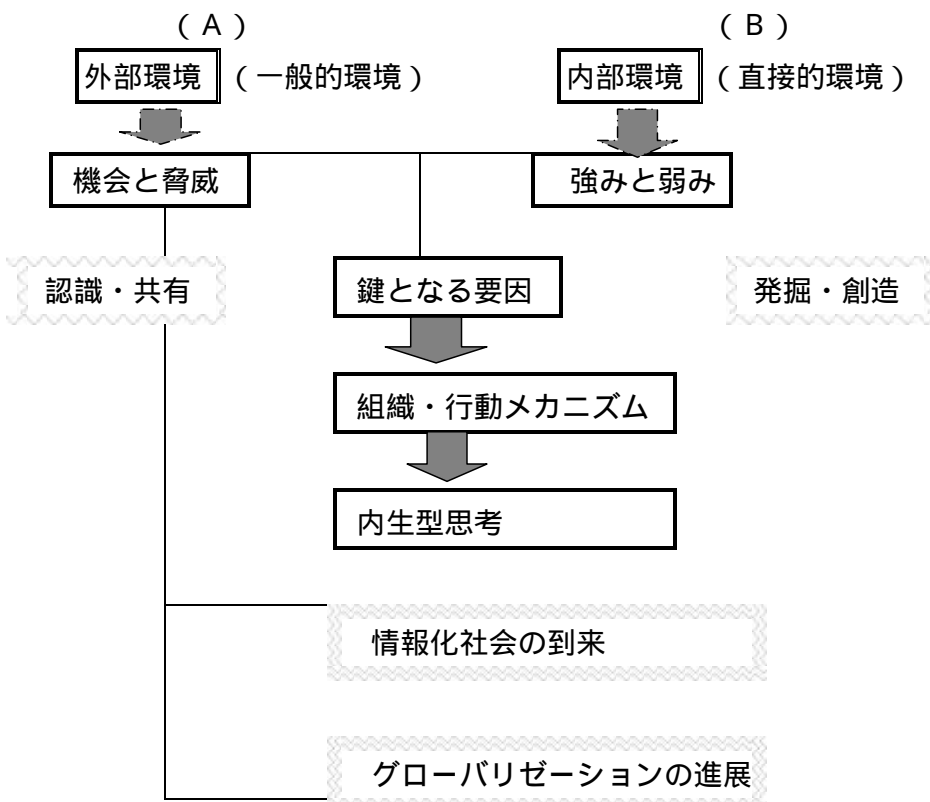 (A)
(B)
外部環境 (一般的環境)
内部環境 (直接的環境)
機会と脅威
強みと弱み
認識・共有
鍵となる要因
発掘・創造
組織・行動メカニズム
内生型思考
情報化社会の到来
グローバリゼーションの進展